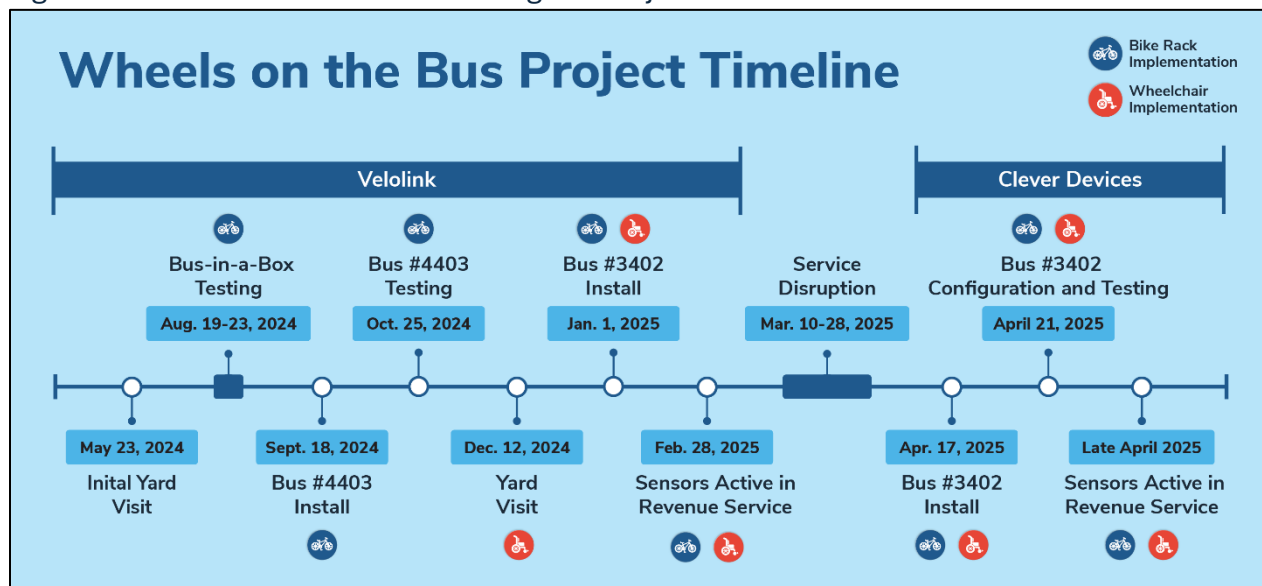 Wheels on the Bus Project Timeline
Bike Rack
Implementation
Wheelchair
Implementation
Velolink
Clever Devices
Bus-in-a-Box
Testing
Aug. 19-23, 2024
Bus #4403
Testing
Oct. 25, 2024
Bus #3402
Install
Jan. 1, 2025
Service
Disruption
Mar. 10-28, 2025
Bus #3402
Configuration and Testing
April 21, 2025
May 23, 2024
Inital Yard
Visit
Sept. 18, 2024
Bus #4403
Install
Dec. 12, 2024
Yard
Visit
Feb. 28, 2025
Sensors Active in
Revenue Service
Apr. 17, 2025
Bus #3402
Install
Late April 2025
Sensors Active in
Revenue Service